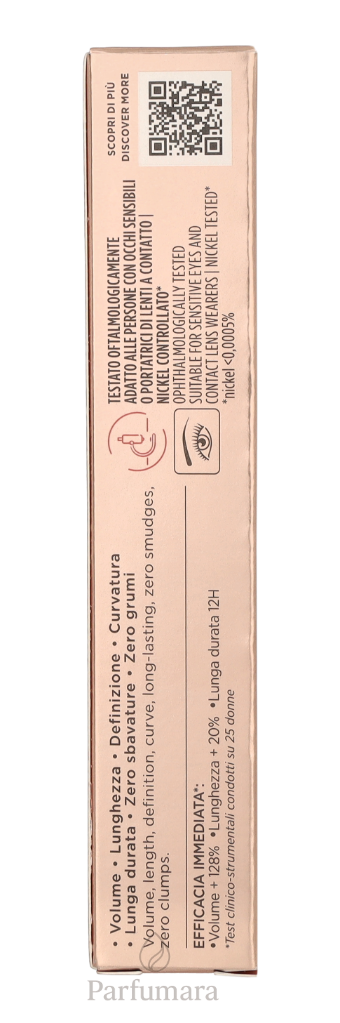 • Volume • Lunghezza • Definizione • Curvatura
• Lunga durata • Zero sbavature • Zero grumi
Volume, length, definition, curve, long-lasting, zero smudges,
zero clumps.
EFFICACIA IMMEDIATA*:
•Volume + 128% •Lunghezza + 20% •Lunga durata 12H
*Test clinico-strumentali condotti su 25 donne
TESTATO OFTALMOLOGICAMENTE
ADATTO ALLE PERSONE CON OCCHI SENSIBILI
O PORTATRICI DI LENTI A CONTATTO |
NICKEL CONTROLLATO*
OPHTHALMOLOGICALLY TESTED
SUITABLE FOR SENSITIVE EYES AND
CONTACT LENS WEARERS | NICKEL TESTED*
*nickel <0,0005%
SCOPRI DI PIÙ
DISCOVER MORE
Parfumara